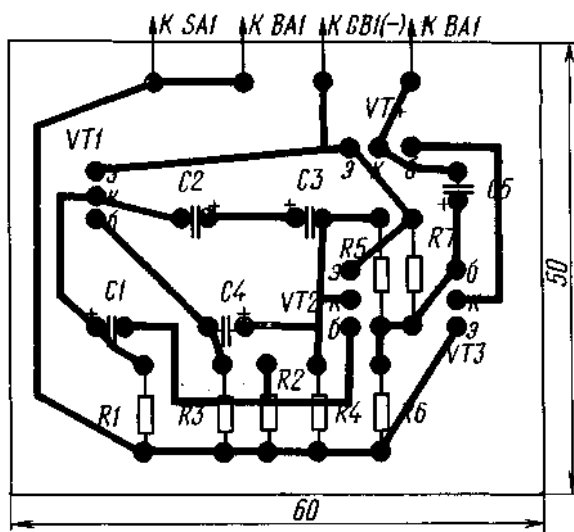 К SA1 К BA1 К GB1(-) К BA1
VT1 VT4
э э к б
к C2 C3 C5
б R5 R7
э б
C1 C4 VT2 к к
б э
VT3
R2
R1 R3 R4 R6
50
60